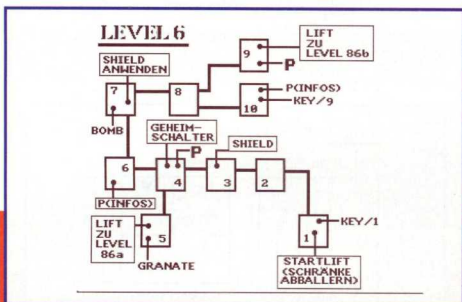 LEVEL 6
LIFT
ZU
LEVEL 86b
SHIELD
ANWENDEN
9
P
7
8
P(INFOS)
KEY/9
10
BOMB
GEHEIM-
SCHALTER
P
SHIELD
6
4
3
2
P(INFOS)
LIFT
ZU
LEVEL
86a
5
GRANATE
1
KEY/1
STARTLIFT
(SCHRÄNKE
ABBALLERN)